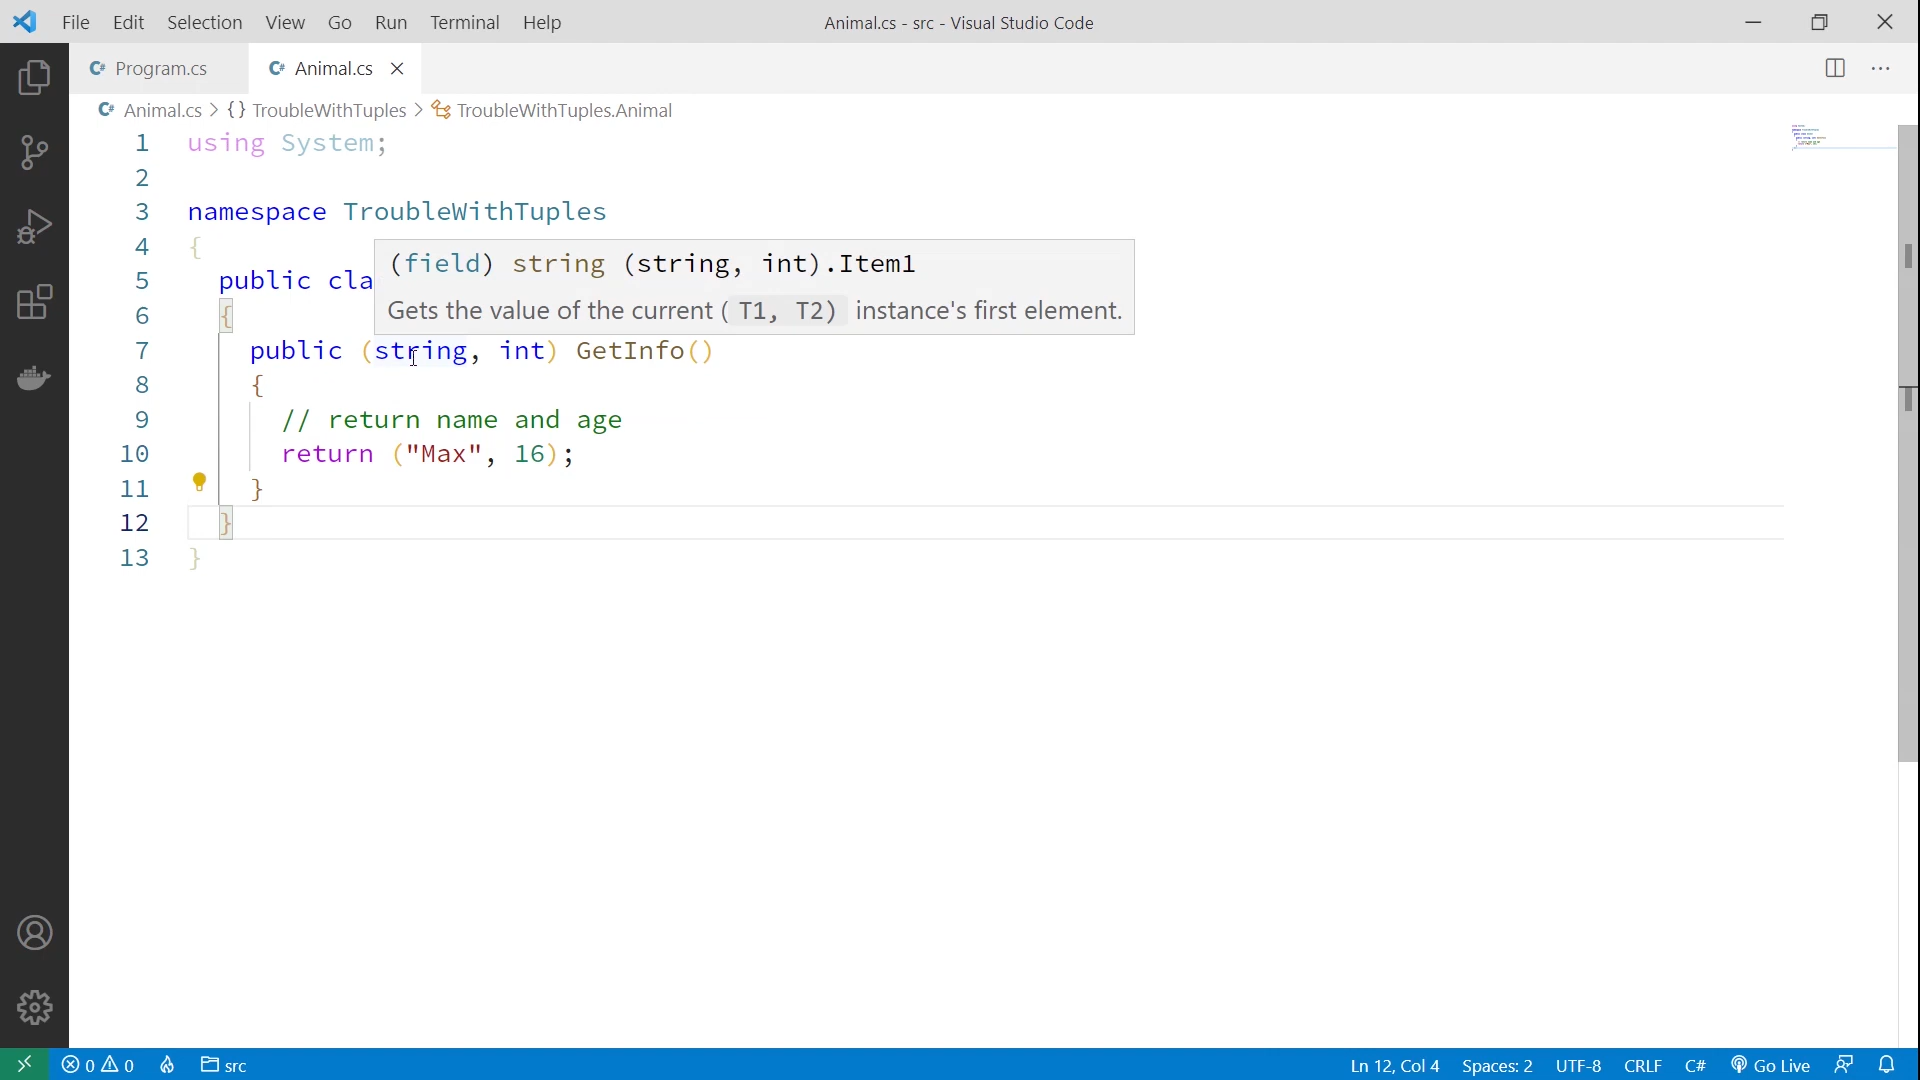 File Edit Selection View Go Run Terminal Help Animal.cs - src - Visual Studio Code
C# Program.cs C# Animal.cs
C# Animal.cs > {} TroubleWithTuples > TroubleWithTuples.Animal
1 using System;
2
3 namespace TroubleWithTuples
4 {
(field) string (string, int).Item1
5 public cla
Gets the value of the current (T1, T2) instance's first element.
6 {
7 public (string, int) GetInfo()
8 {
9 // return name and age
10 return ("Max", 16);
11 }
12 }
13 }
0 0 src Ln 12, Col 4 Spaces: 2 UTF-8 CRLF C# Go Live